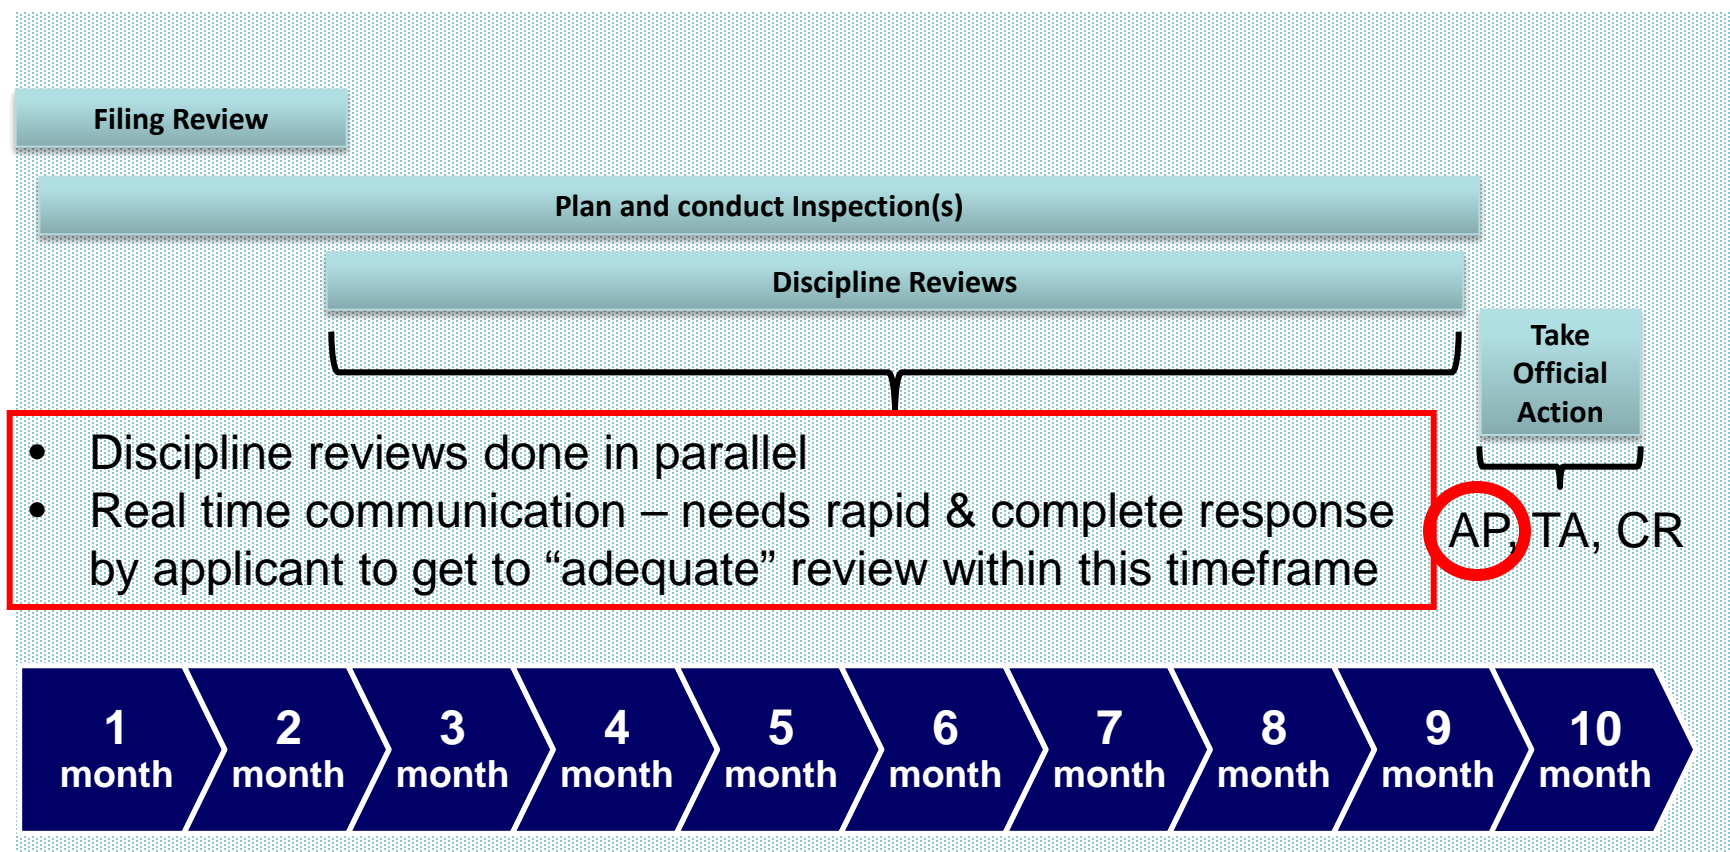 Filing Review
Plan and conduct Inspection(s)
Discipline Reviews
Take
Official
Action
• Discipline reviews done in parallel
• Real time communication – needs rapid & complete response
by applicant to get to “adequate” review within this timeframe
AP, TA, CR
1
month
2
month
3
month
4
month
5
month
6
month
7
month
8
month
9
month
10
month